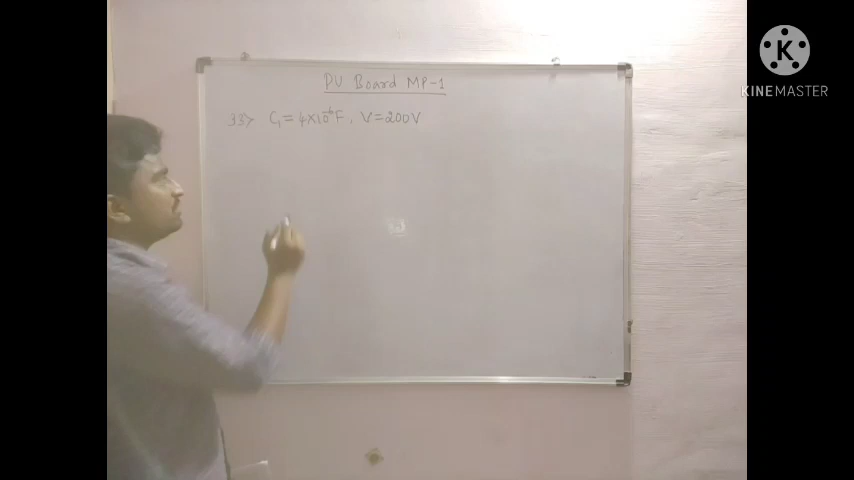 PU Board MP-1
33> C₁ = 4×10⁻⁶F, V=200V
KINEMASTER